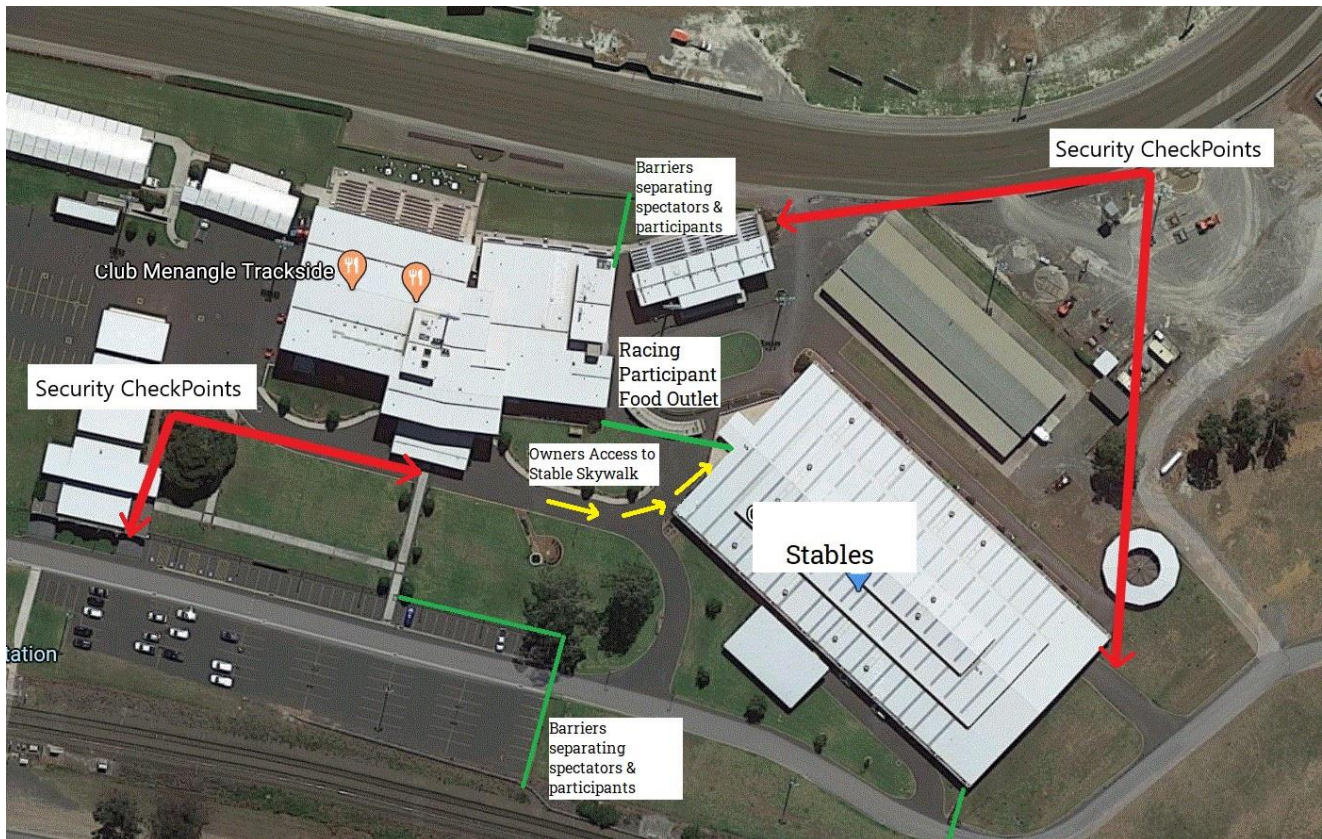 Barriers
separating
spectators &
participants
Security CheckPoints
Club Menangle Trackside
Racing
Participant
Food Outlet
Security CheckPoints
Owners Access to
Stable Skywalk
Stables
tation
Barriers
separating
spectators &
participants